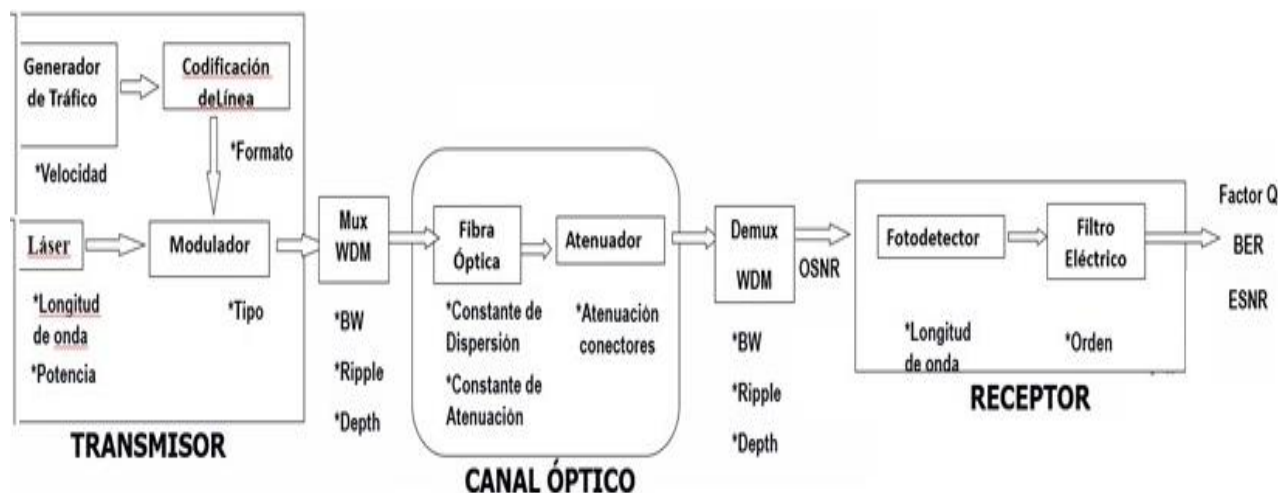 Generador
de Tráfico
*Velocidad
Codificación
deLínea
*Formato
Láser
*Longitud
de onda
*Potencia
Modulador
*Tipo
TRANSMISOR
Mux
WDM
*BW
*Ripple
*Depth
Fibra
Óptica
*Constante de
Dispersión
*Constante de
Atenuación
Atenuador
*Atenuación
conectores
CANAL ÓPTICO
Demux
WDM
*BW
*Ripple
*Depth
OSNR
Fotodetector
*Longitud
de onda
Filtro
Eléctrico
*Orden
RECEPTOR
Factor Q
BER
ESNR